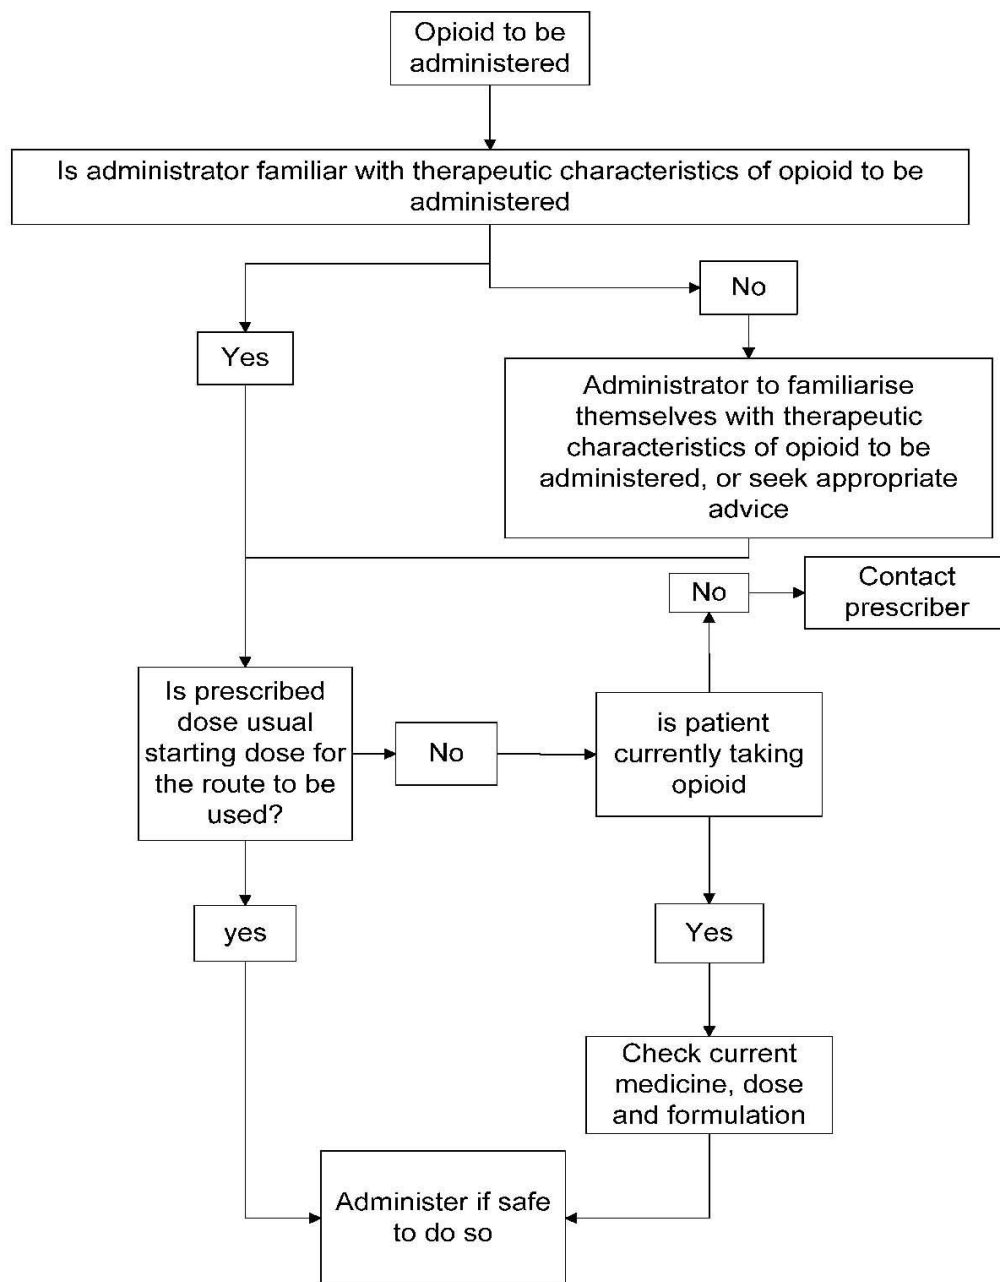 Opioid to be
administered
Is administrator familiar with therapeutic characteristics of opioid to be
administered
No
Yes
Administrator to familiarise
themselves with therapeutic
characteristics of opioid to be
administered, or seek appropriate
advice
No
Contact
prescriber
Is prescribed
dose usual
starting dose for
the route to be
used?
No
is patient
currently taking
opioid
yes
Yes
Check current
medicine, dose
and formulation
Administer if safe
to do so